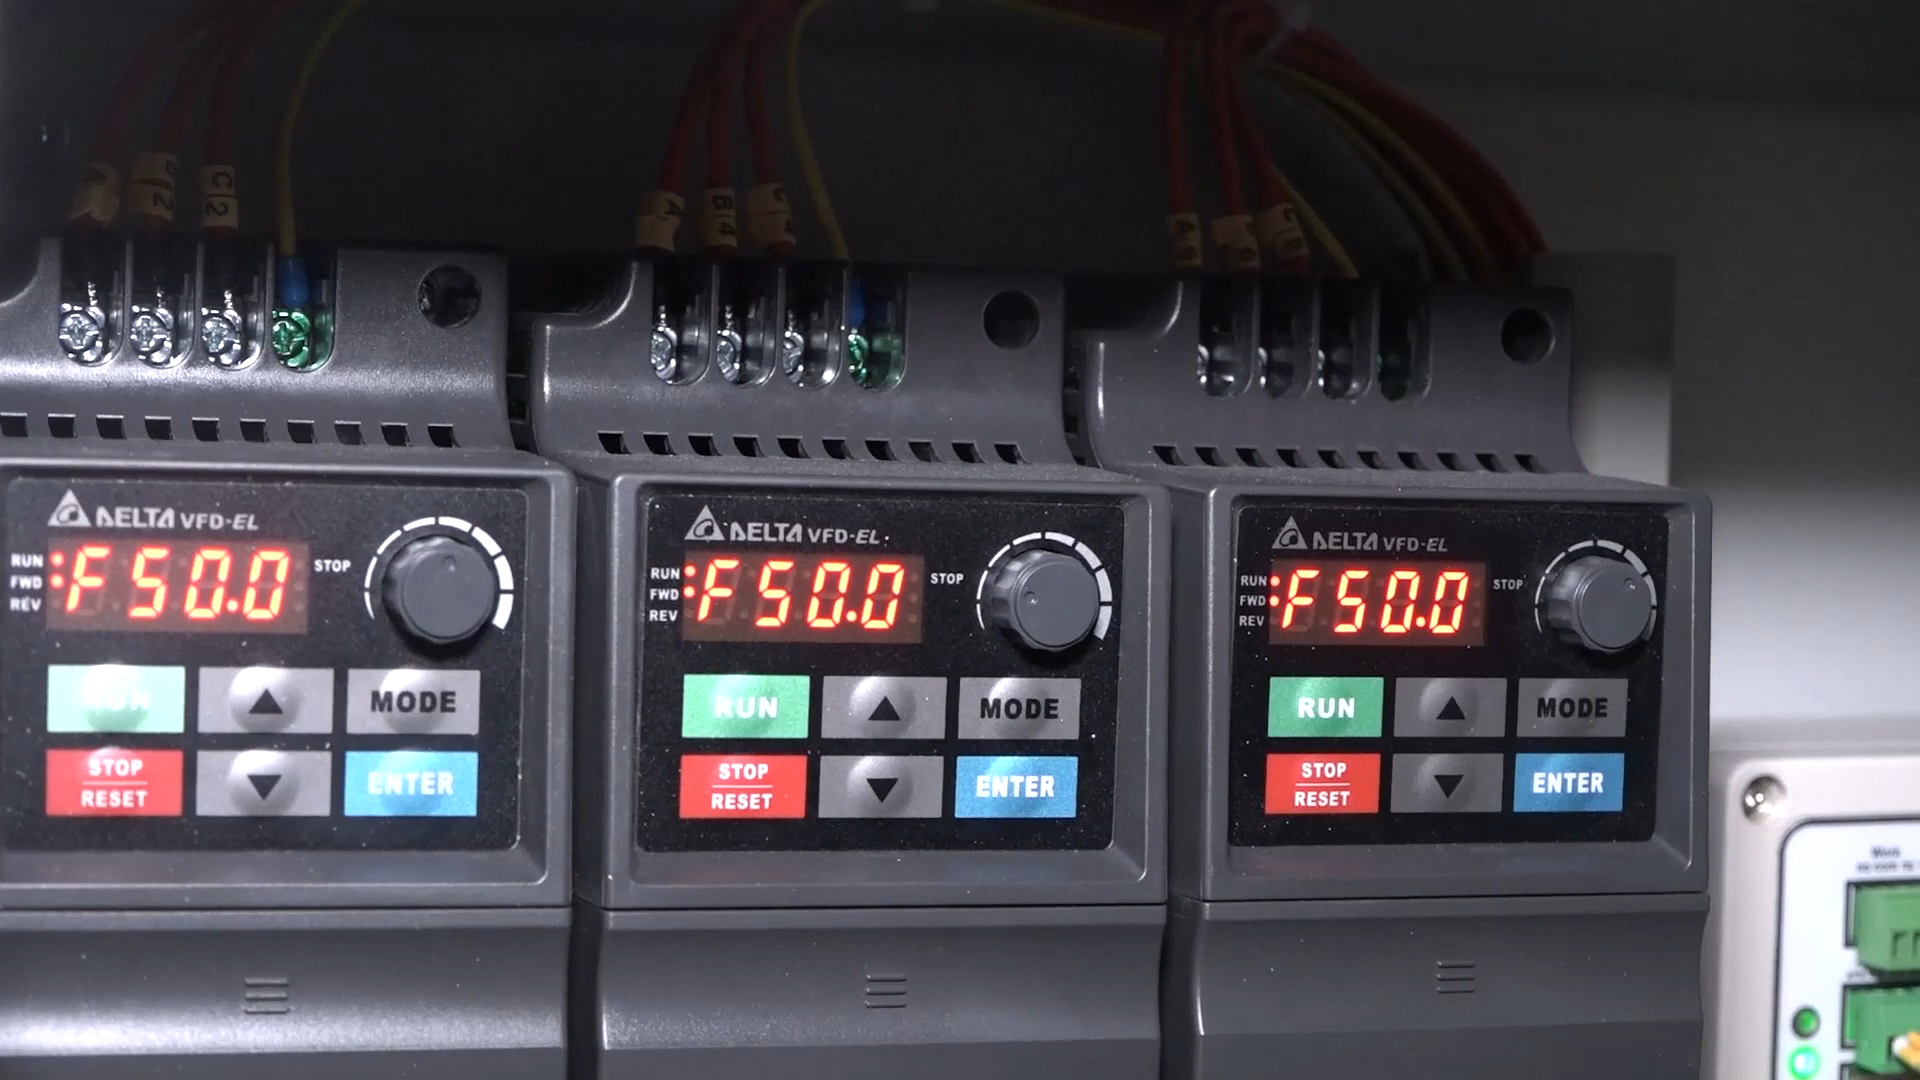 C2
B4
DELTA VFD-EL
RUN
FWD
REV
F50.0
STOP
RUN
MODE
STOP
RESET
ENTER
DELTA VFD-EL
RUN
FWD
REV
F50.0
STOP
RUN
MODE
STOP
RESET
ENTER
DELTA VFD-EL
RUN
FWD
REV
F50.0
STOP
RUN
MODE
STOP
RESET
ENTER